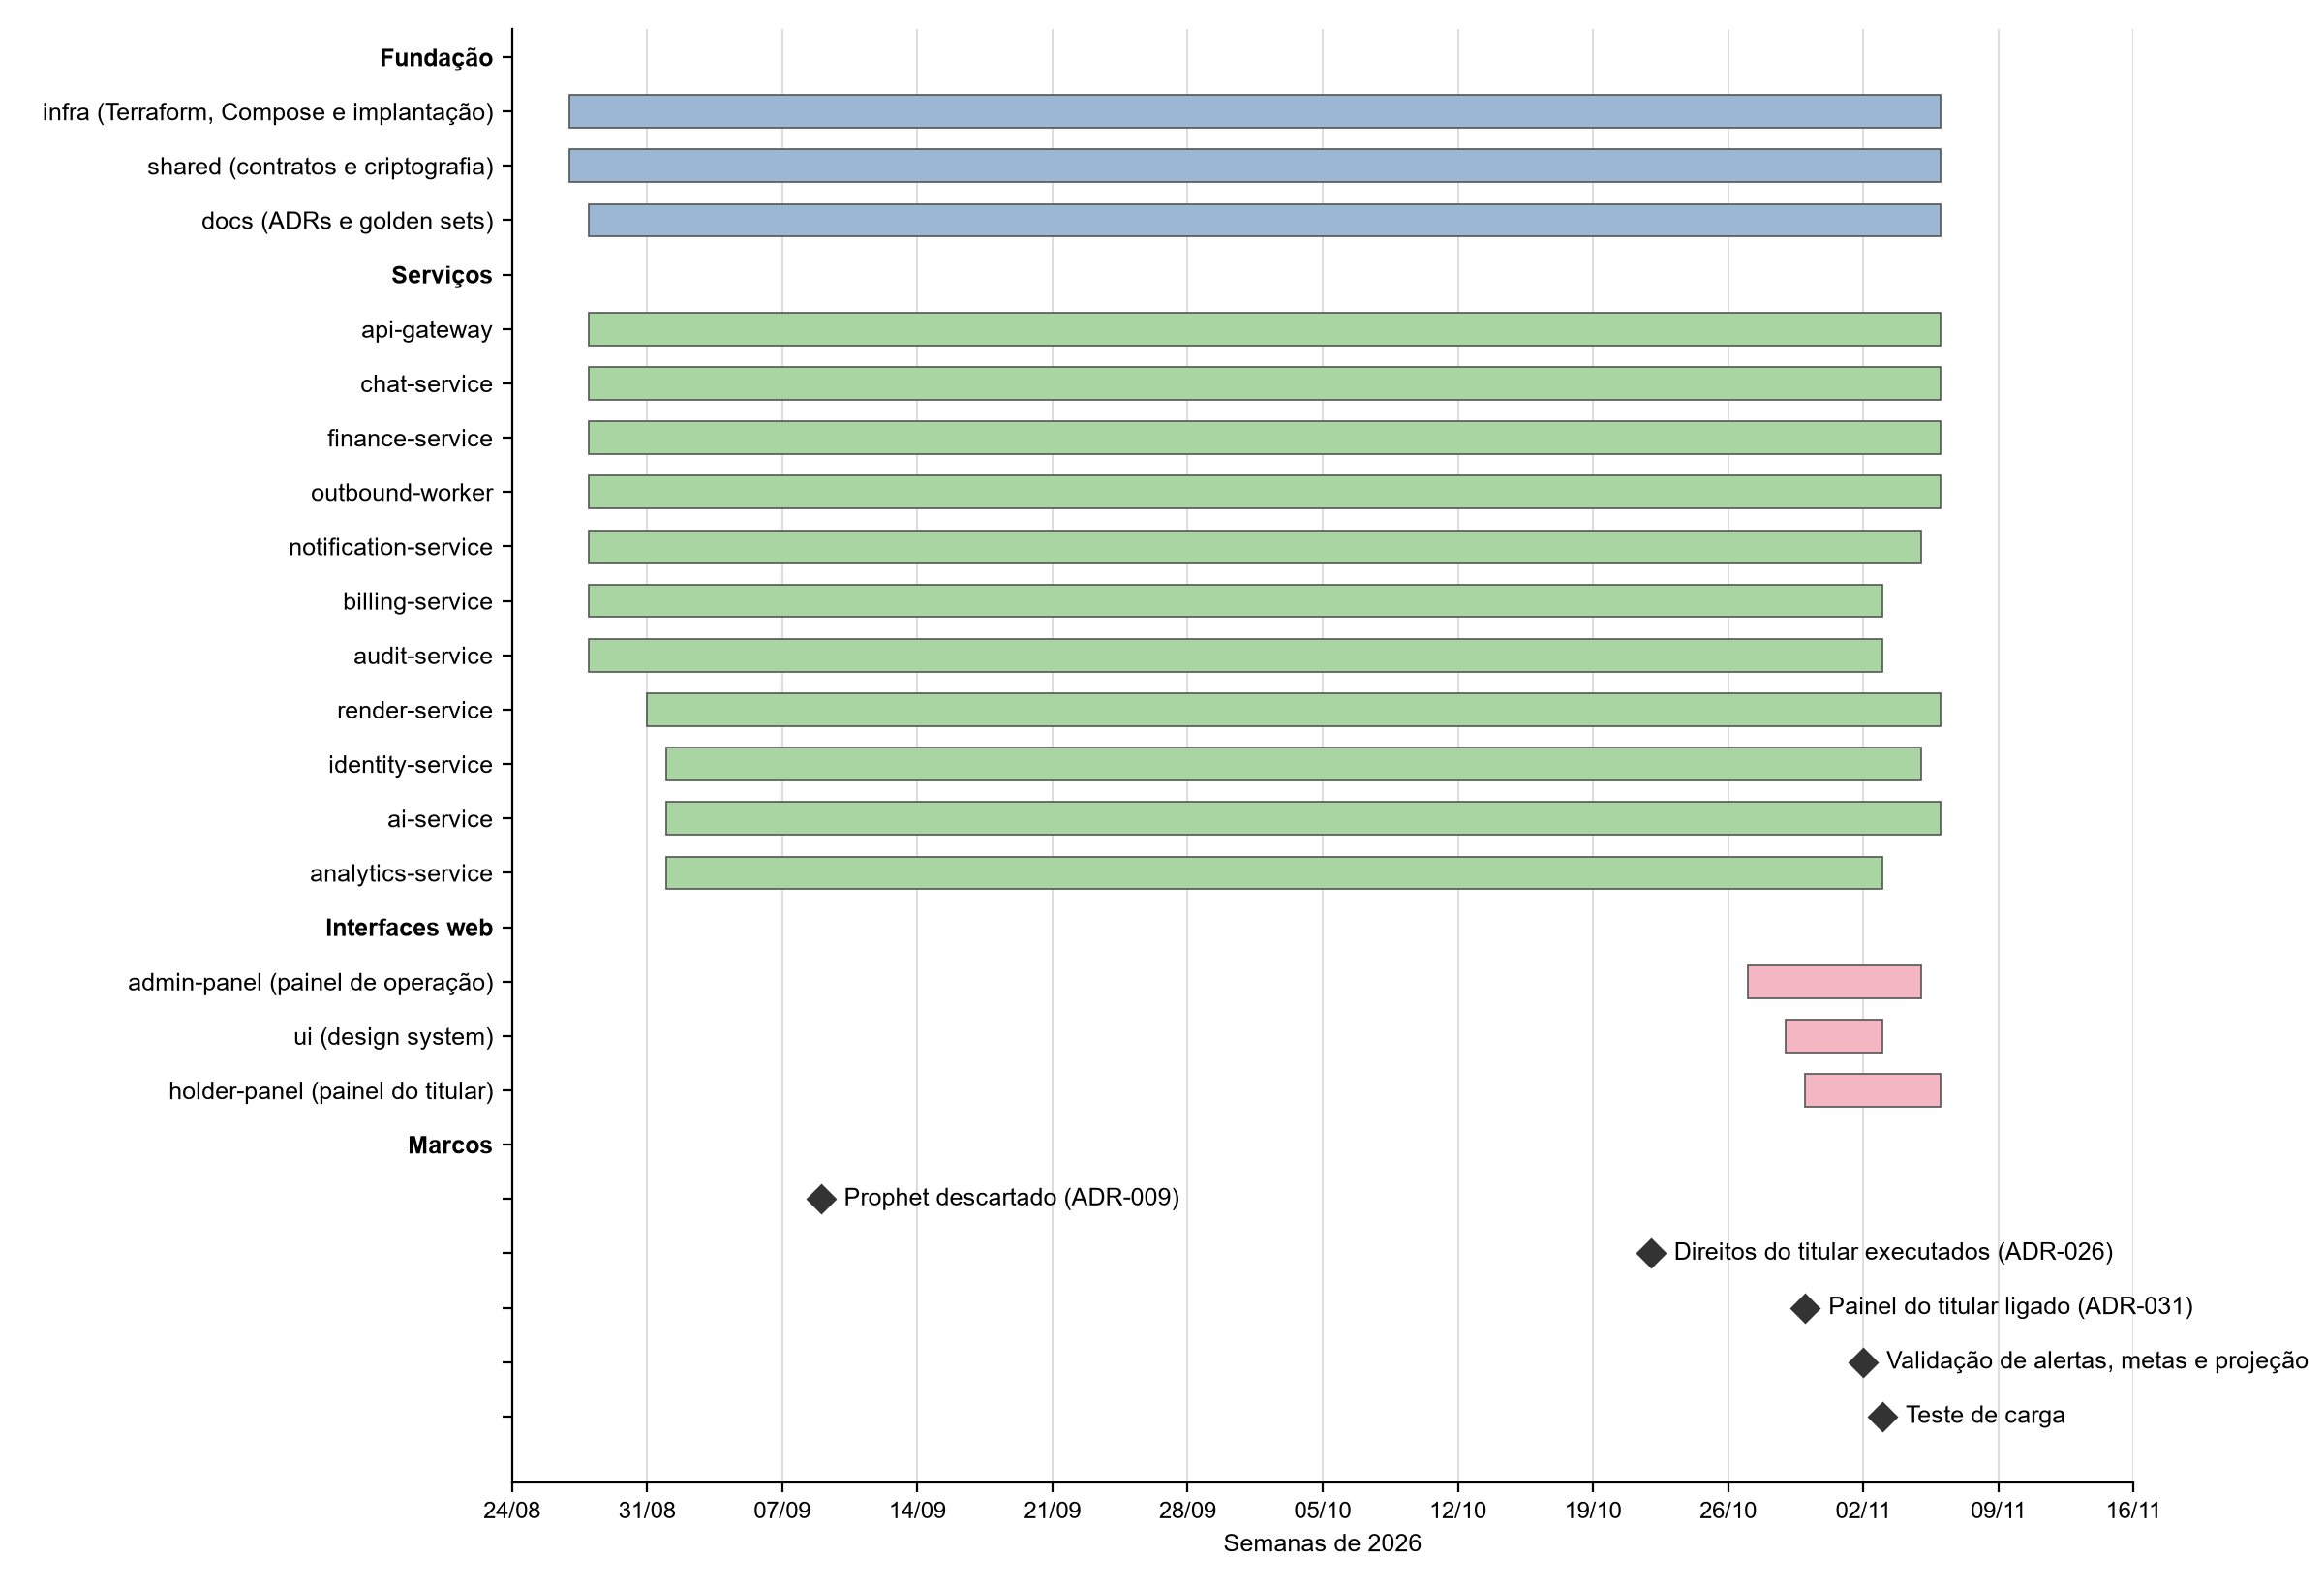 Fundação
infra (Terraform, Compose e implantação)
shared (contratos e criptografia)
docs (ADRs e golden sets)
Serviços
api-gateway
chat-service
finance-service
outbound-worker
notification-service
billing-service
audit-service
render-service
identity-service
ai-service
analytics-service
Interfaces web
admin-panel (painel de operação)
ui (design system)
holder-panel (painel do titular)
Marcos
Prophet descartado (ADR-009)
Direitos do titular executados (ADR-026)
Painel do titular ligado (ADR-031)
Validação de alertas, metas e projeção
Teste de carga
24/08 31/08 07/09 14/09 21/09 28/09 05/10 12/10 19/10 26/10 02/11 09/11 16/11
Semanas de 2026